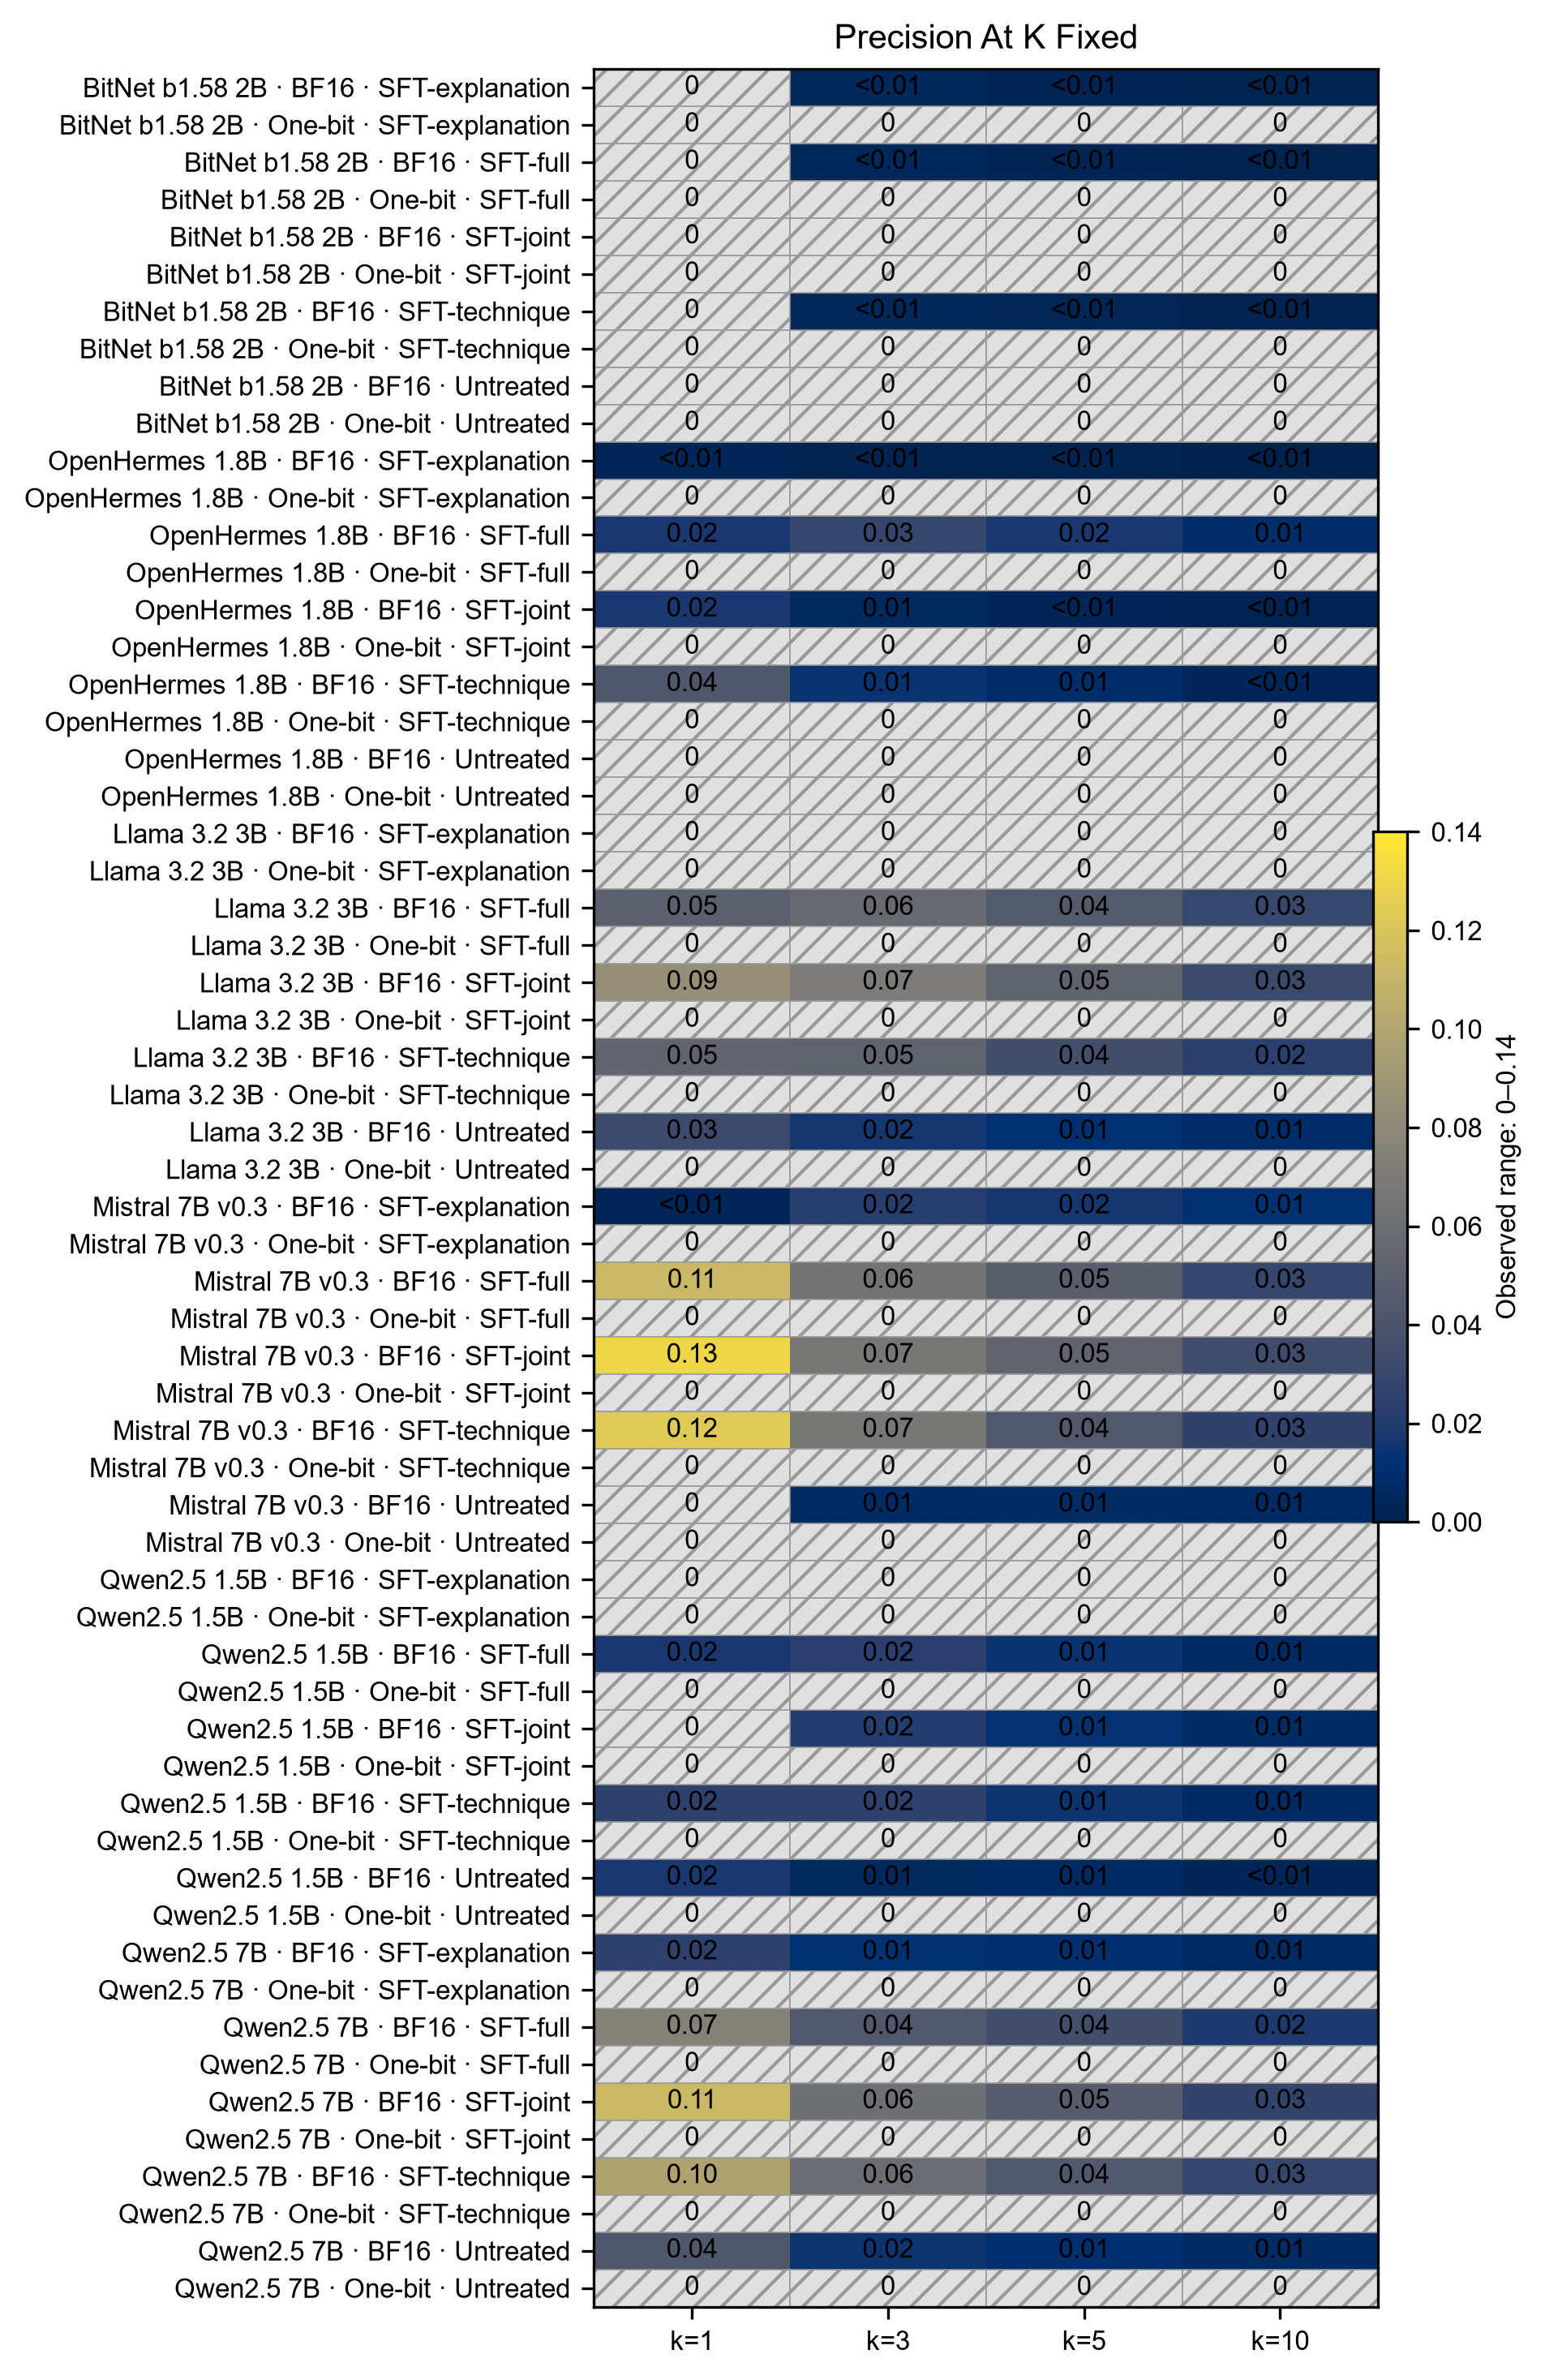 Precision At K Fixed
BitNet b1.58 2B · BF16 · SFT-explanation 0 <0.01 <0.01 <0.01
BitNet b1.58 2B · One-bit · SFT-explanation 0 0 0 0
BitNet b1.58 2B · BF16 · SFT-full 0 <0.01 <0.01 <0.01
BitNet b1.58 2B · One-bit · SFT-full 0 0 0 0
BitNet b1.58 2B · BF16 · SFT-joint 0 0 0 0
BitNet b1.58 2B · One-bit · SFT-joint 0 0 0 0
BitNet b1.58 2B · BF16 · SFT-technique 0 <0.01 <0.01 <0.01
BitNet b1.58 2B · One-bit · SFT-technique 0 0 0 0
BitNet b1.58 2B · BF16 · Untreated 0 0 0 0
BitNet b1.58 2B · One-bit · Untreated 0 0 0 0
OpenHermes 1.8B · BF16 · SFT-explanation <0.01 <0.01 <0.01 <0.01
OpenHermes 1.8B · One-bit · SFT-explanation 0 0 0 0
OpenHermes 1.8B · BF16 · SFT-full 0.02 0.03 0.02 0.01
OpenHermes 1.8B · One-bit · SFT-full 0 0 0 0
OpenHermes 1.8B · BF16 · SFT-joint 0.02 0.01 <0.01 <0.01
OpenHermes 1.8B · One-bit · SFT-joint 0 0 0 0
OpenHermes 1.8B · BF16 · SFT-technique 0.04 0.01 0.01 <0.01
OpenHermes 1.8B · One-bit · SFT-technique 0 0 0 0
OpenHermes 1.8B · BF16 · Untreated 0 0 0 0
OpenHermes 1.8B · One-bit · Untreated 0 0 0 0
Llama 3.2 3B · BF16 · SFT-explanation 0 0 0 0
Llama 3.2 3B · One-bit · SFT-explanation 0 0 0 0
Llama 3.2 3B · BF16 · SFT-full 0.05 0.06 0.04 0.03
Llama 3.2 3B · One-bit · SFT-full 0 0 0 0
Llama 3.2 3B · BF16 · SFT-joint 0.09 0.07 0.05 0.03
Llama 3.2 3B · One-bit · SFT-joint 0 0 0 0
Llama 3.2 3B · BF16 · SFT-technique 0.05 0.05 0.04 0.02
Llama 3.2 3B · One-bit · SFT-technique 0 0 0 0
Llama 3.2 3B · BF16 · Untreated 0.03 0.02 0.01 0.01
Llama 3.2 3B · One-bit · Untreated 0 0 0 0
Mistral 7B v0.3 · BF16 · SFT-explanation <0.01 0.02 0.02 0.01
Mistral 7B v0.3 · One-bit · SFT-explanation 0 0 0 0
Mistral 7B v0.3 · BF16 · SFT-full 0.11 0.06 0.05 0.03
Mistral 7B v0.3 · One-bit · SFT-full 0 0 0 0
Mistral 7B v0.3 · BF16 · SFT-joint 0.13 0.07 0.05 0.03
Mistral 7B v0.3 · One-bit · SFT-joint 0 0 0 0
Mistral 7B v0.3 · BF16 · SFT-technique 0.12 0.07 0.04 0.03
Mistral 7B v0.3 · One-bit · SFT-technique 0 0 0 0
Mistral 7B v0.3 · BF16 · Untreated 0 0.01 0.01 0.01
Mistral 7B v0.3 · One-bit · Untreated 0 0 0 0
Qwen2.5 1.5B · BF16 · SFT-explanation 0 0 0 0
Qwen2.5 1.5B · One-bit · SFT-explanation 0 0 0 0
Qwen2.5 1.5B · BF16 · SFT-full 0.02 0.02 0.01 0.01
Qwen2.5 1.5B · One-bit · SFT-full 0 0 0 0
Qwen2.5 1.5B · BF16 · SFT-joint 0 0.02 0.01 0.01
Qwen2.5 1.5B · One-bit · SFT-joint 0 0 0 0
Qwen2.5 1.5B · BF16 · SFT-technique 0.02 0.02 0.01 0.01
Qwen2.5 1.5B · One-bit · SFT-technique 0 0 0 0
Qwen2.5 1.5B · BF16 · Untreated 0.02 0.01 0.01 <0.01
Qwen2.5 1.5B · One-bit · Untreated 0 0 0 0
Qwen2.5 7B · BF16 · SFT-explanation 0.02 0.01 0.01 0.01
Qwen2.5 7B · One-bit · SFT-explanation 0 0 0 0
Qwen2.5 7B · BF16 · SFT-full 0.07 0.04 0.04 0.02
Qwen2.5 7B · One-bit · SFT-full 0 0 0 0
Qwen2.5 7B · BF16 · SFT-joint 0.11 0.06 0.05 0.03
Qwen2.5 7B · One-bit · SFT-joint 0 0 0 0
Qwen2.5 7B · BF16 · SFT-technique 0.10 0.06 0.04 0.03
Qwen2.5 7B · One-bit · SFT-technique 0 0 0 0
Qwen2.5 7B · BF16 · Untreated 0.04 0.02 0.01 0.01
Qwen2.5 7B · One-bit · Untreated 0 0 0 0
k=1 k=3 k=5 k=10
0.14
0.12
0.10
0.08
0.06
0.04
0.02
0.00
Observed range: 0–0.14